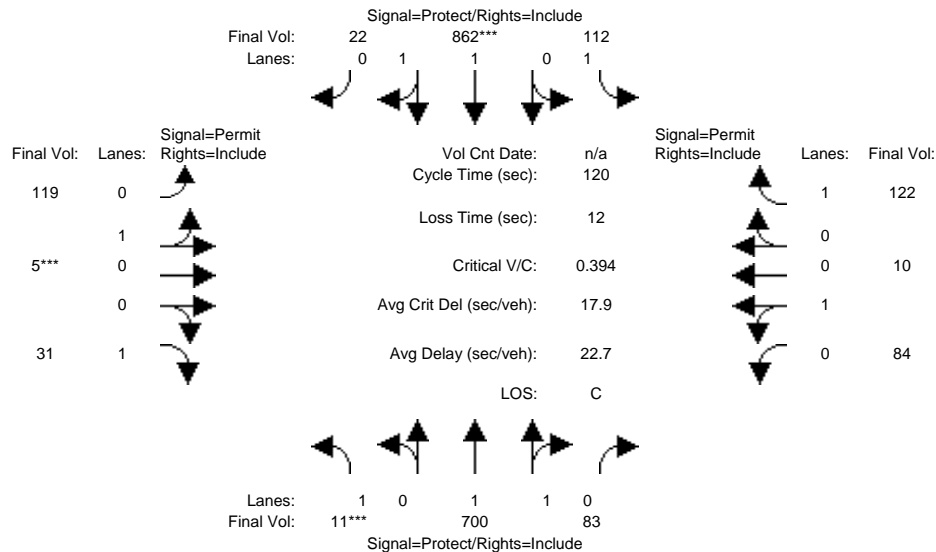 Signal=Protect/Rights=Include
Final Vol: 22 862*** 112
Lanes: 0 1 1 0 1
Signal=Permit
Rights=Include
Final Vol: Lanes:
Signal=Permit
Rights=Include
Lanes: Final Vol:
Vol Cnt Date: n/a
Cycle Time (sec): 120
119 0
1 122
Loss Time (sec): 12
1
0
5*** 0
Critical V/C: 0.394
0 10
0
Avg Crit Del (sec/veh): 17.9
1
31 1
Avg Delay (sec/veh): 22.7
0 84
LOS: C
Lanes: 1 0 1 1 0
Final Vol: 11*** 700 83
Signal=Protect/Rights=Include